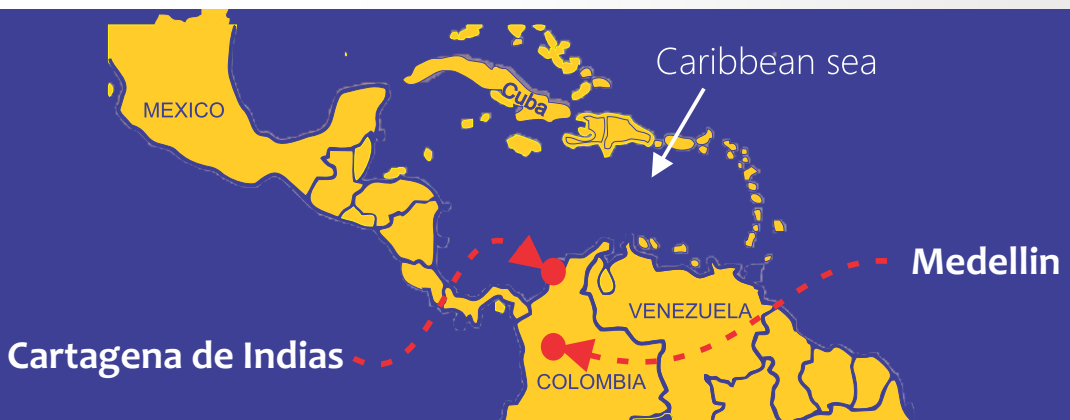 Caribbean sea
MEXICO
Cuba
Medellin
VENEZUELA
Cartagena de Indias
COLOMBIA